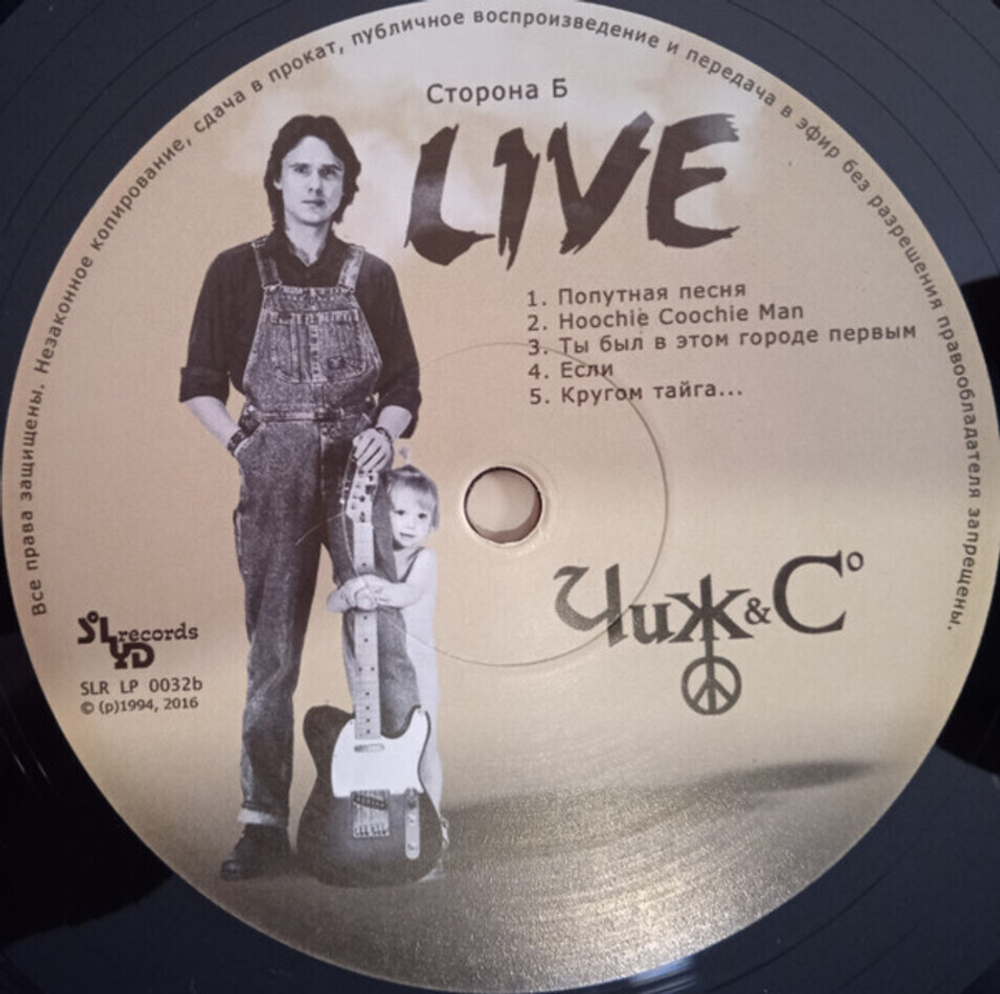 Все права защищены. Незаконное копирование, сдача в прокат, публичное воспроизведение и передача в эфир без разрешения правообладателя запрещены.
Сторона Б
LIVE
1. Попутная песня
2. Hoochie Coochie Man
3. Ты был в этом городе первым
4. Если
5. Кругом тайга...
Чиж & Cº
SoLYD records
SLR LP 0032b
© (p)1994, 2016